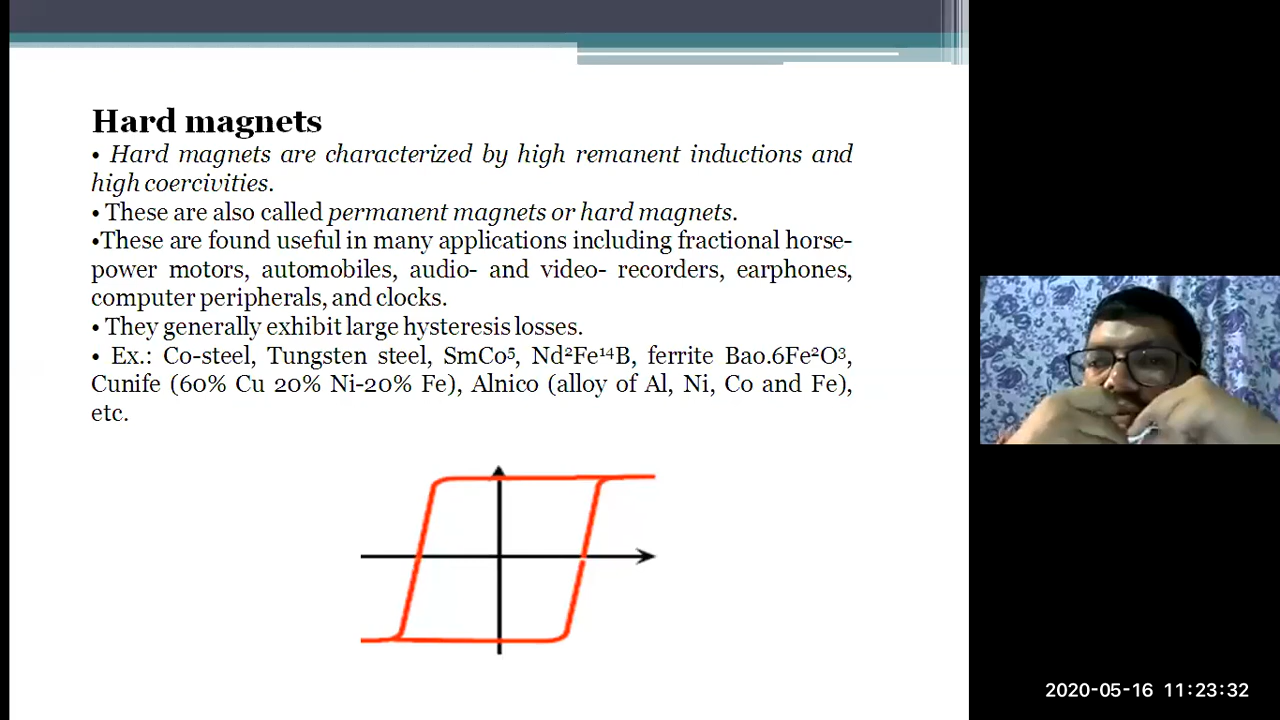 Hard magnets
• Hard magnets are characterized by high remanent inductions and
high coercivities.
• These are also called permanent magnets or hard magnets.
•These are found useful in many applications including fractional horse-
power motors, automobiles, audio- and video- recorders, earphones,
computer peripherals, and clocks.
• They generally exhibit large hysteresis losses.
• Ex.: Co-steel, Tungsten steel, SmCo⁵, Nd²Fe¹⁴B, ferrite Bao.6Fe²O³,
Cunife (60% Cu 20% Ni-20% Fe), Alnico (alloy of Al, Ni, Co and Fe),
etc.
2020-05-16 11:23:32